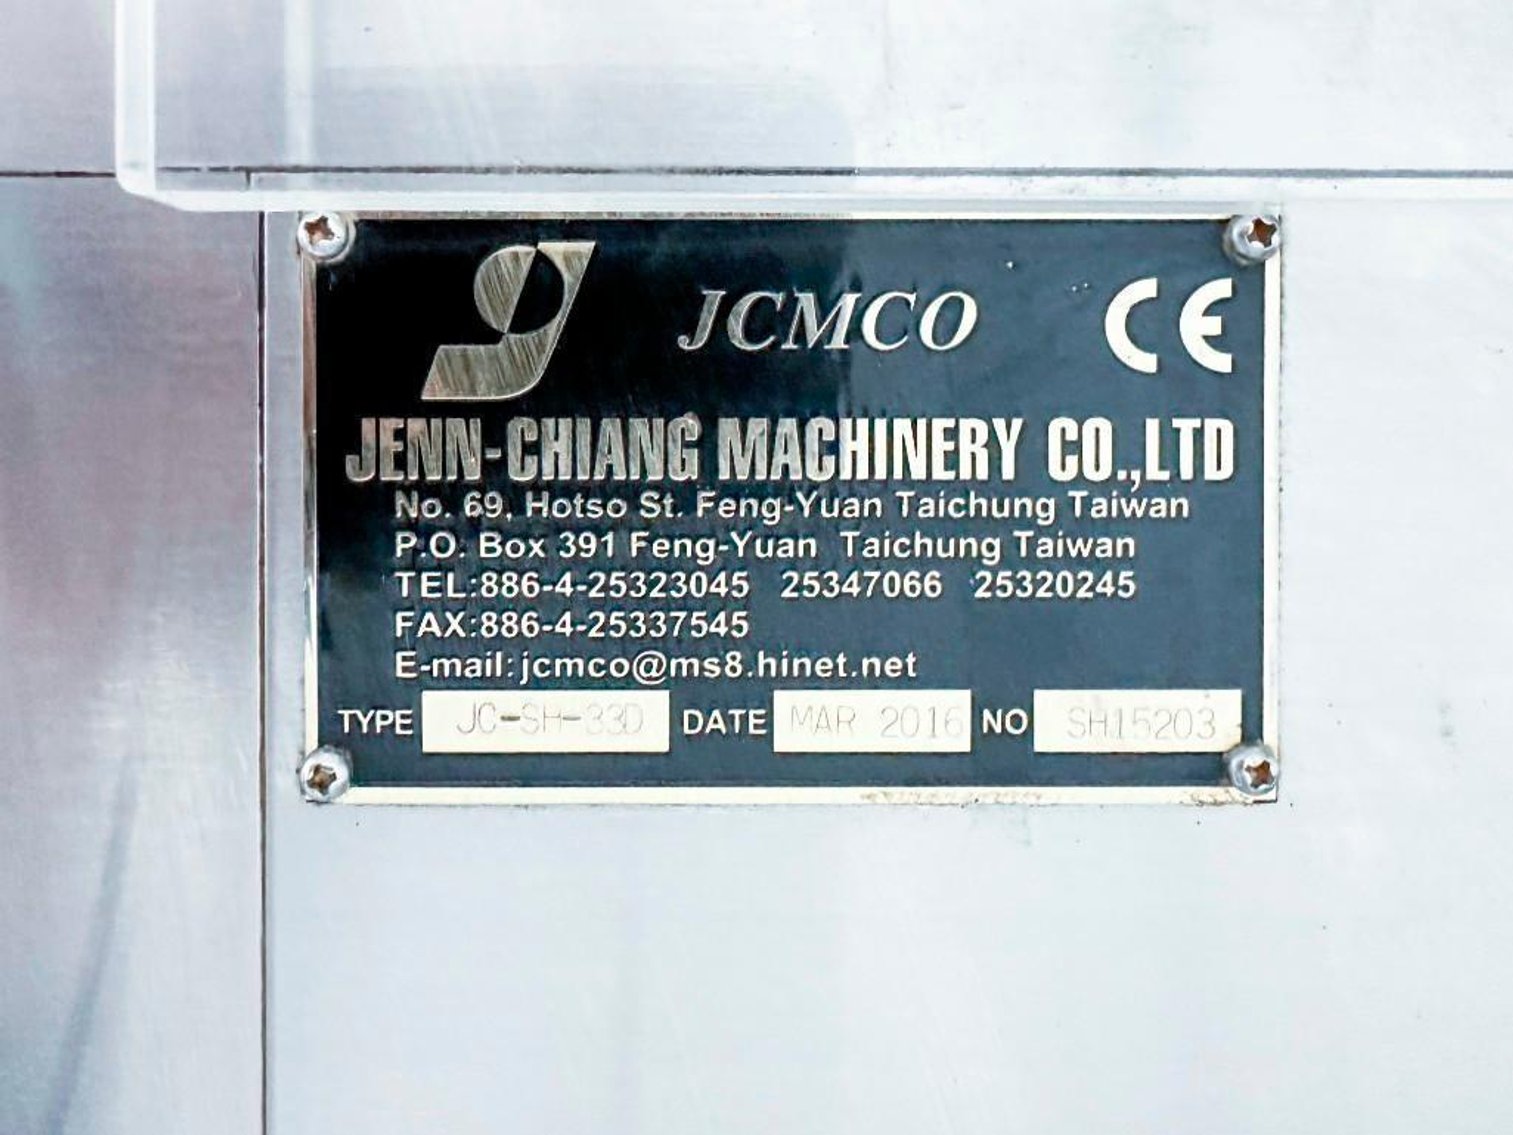 JCMCO CE
JENN-CHIANG MACHINERY CO.,LTD
No. 69, Hotso St. Feng-Yuan Taichung Taiwan
P.O. Box 391 Feng-Yuan Taichung Taiwan
TEL:886-4-25323045 25347066 25320245
FAX:886-4-25337545
E-mail:jcmco@ms8.hinet.net
TYPE JC-SH-33D DATE MAR 2016 NO SH15203